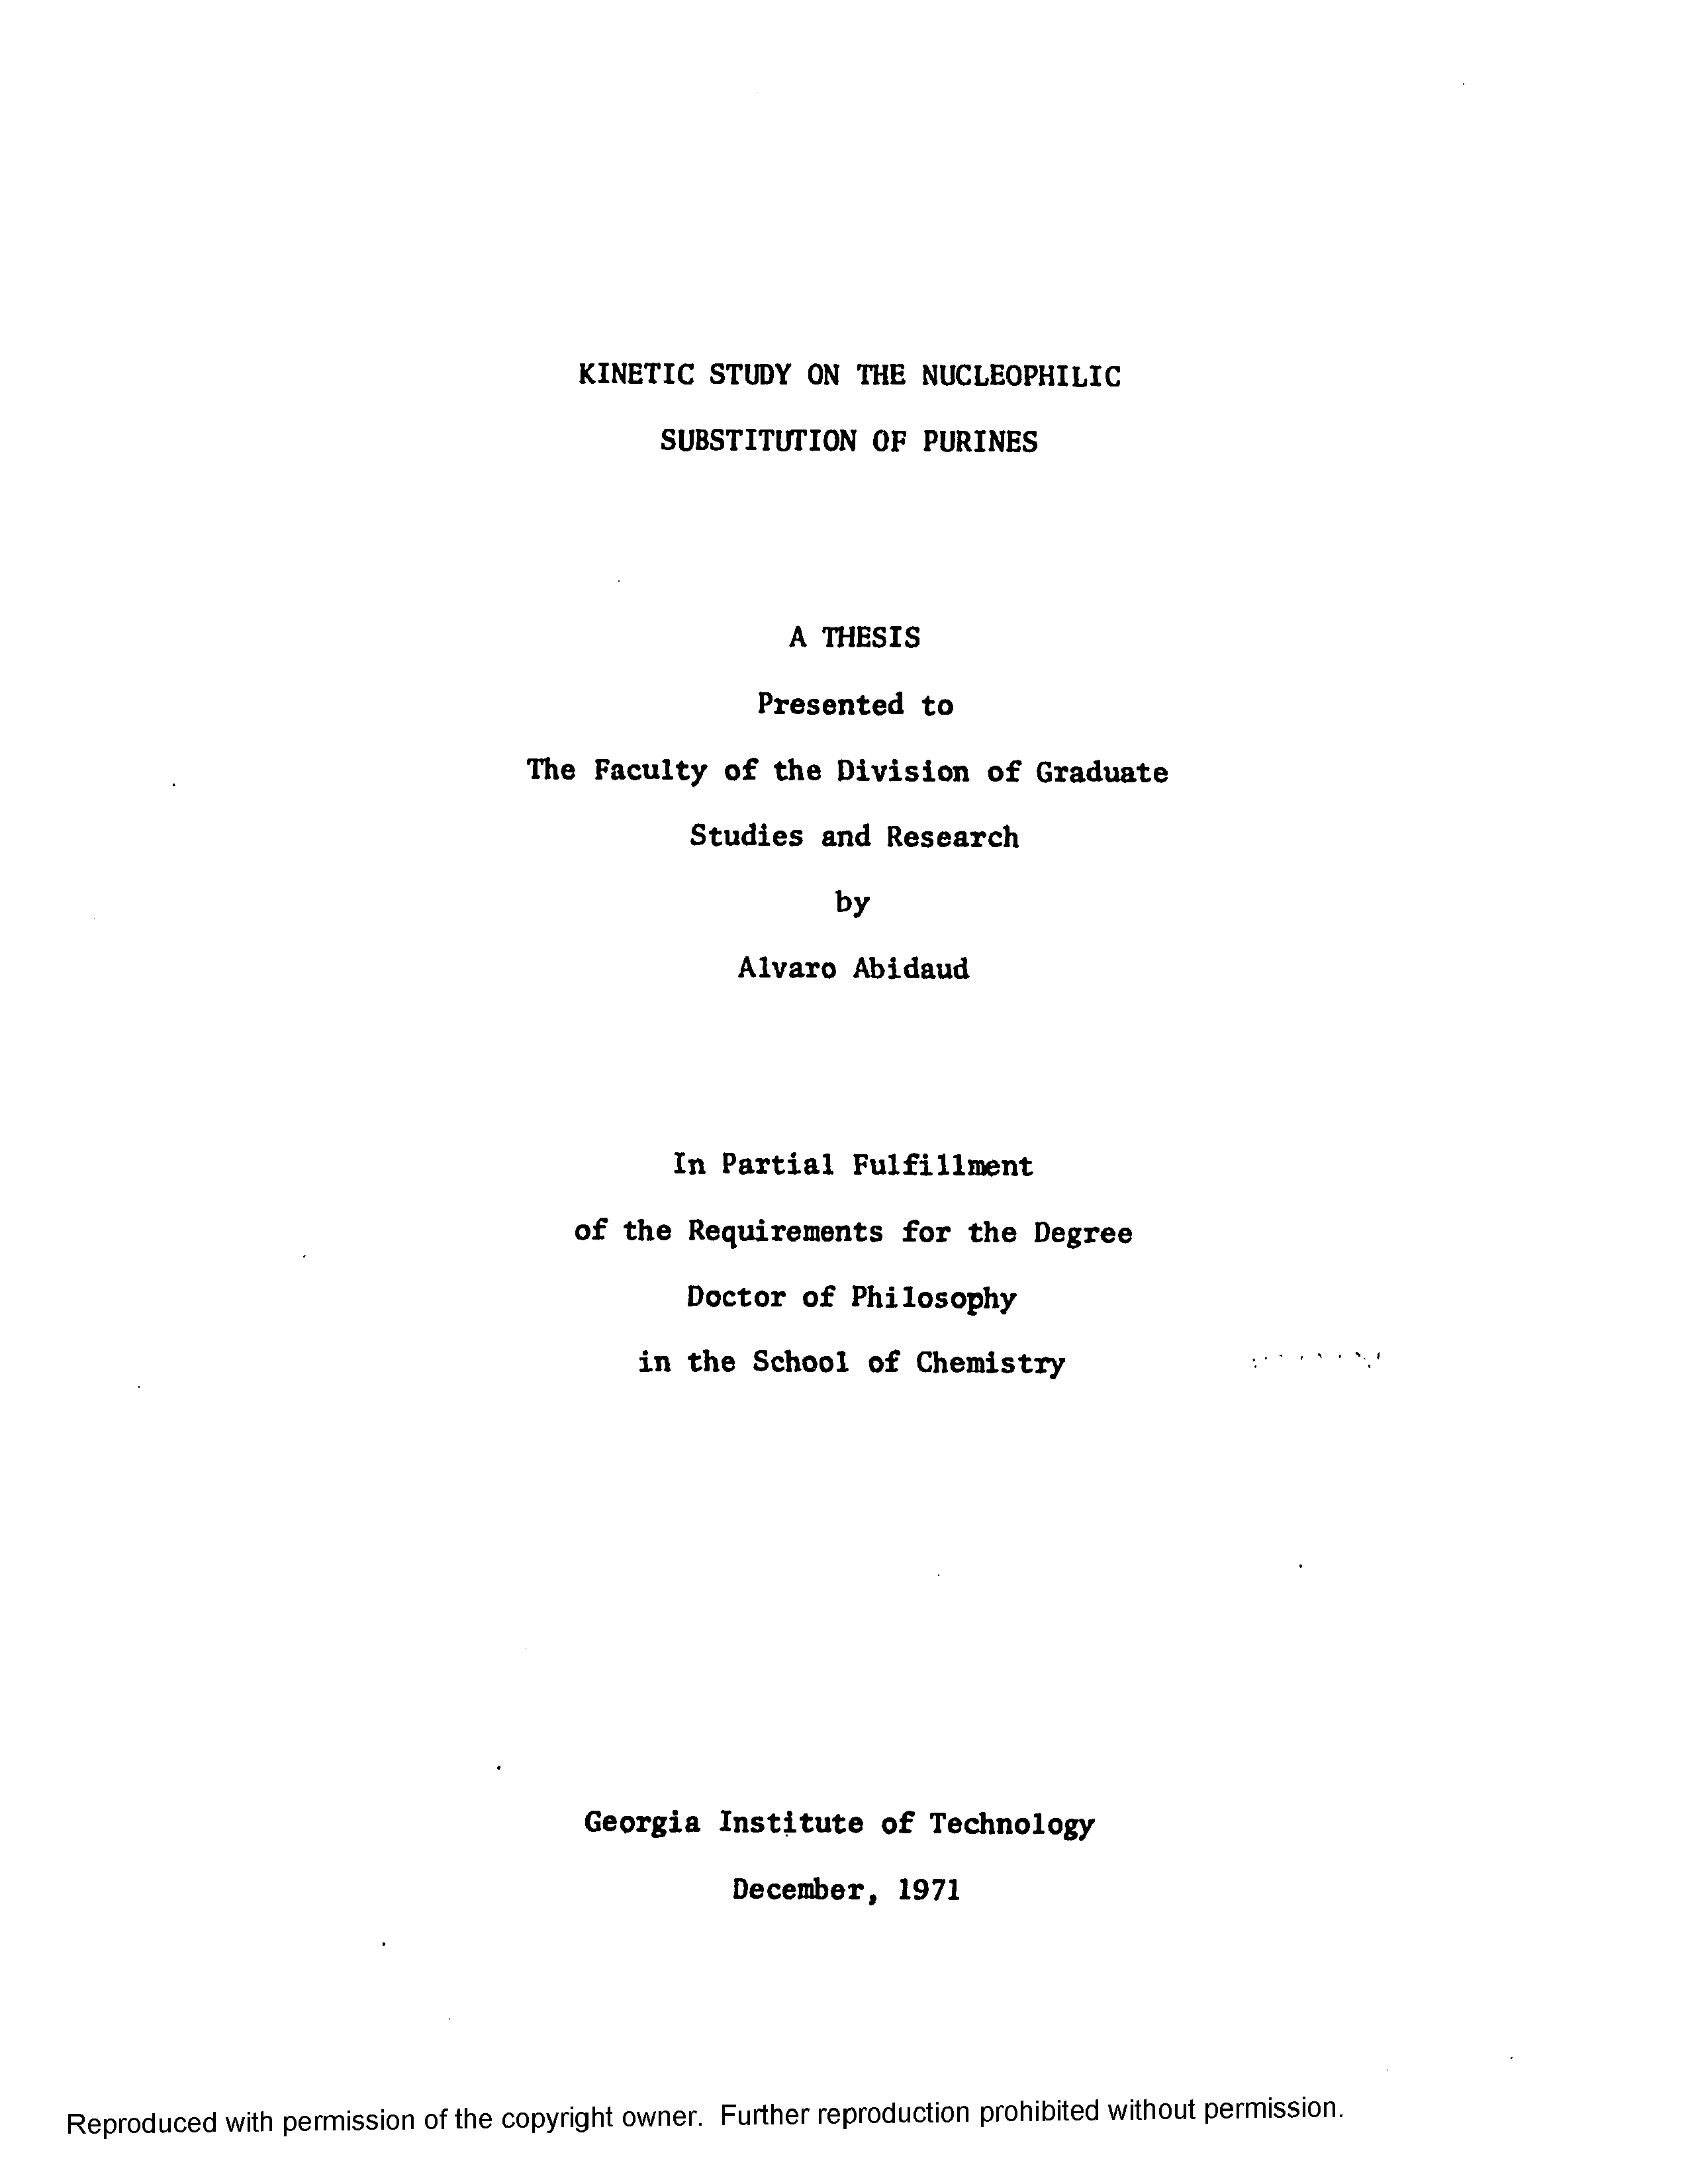 KINETIC STUDY ON THE NUCLEOPHILIC
SUBSTITUTION OF PURINES
A THESIS
Presented to
The Faculty of the Division of Graduate
Studies and Research
by
Alvaro Abidaud
In Partial Fulfillment
of the Requirements for the Degree
Doctor of Philosophy
in the School of Chemistry
Georgia Institute of Technology
December, 1971
Reproduced with permission of the copyright owner. Further reproduction prohibited without permission.